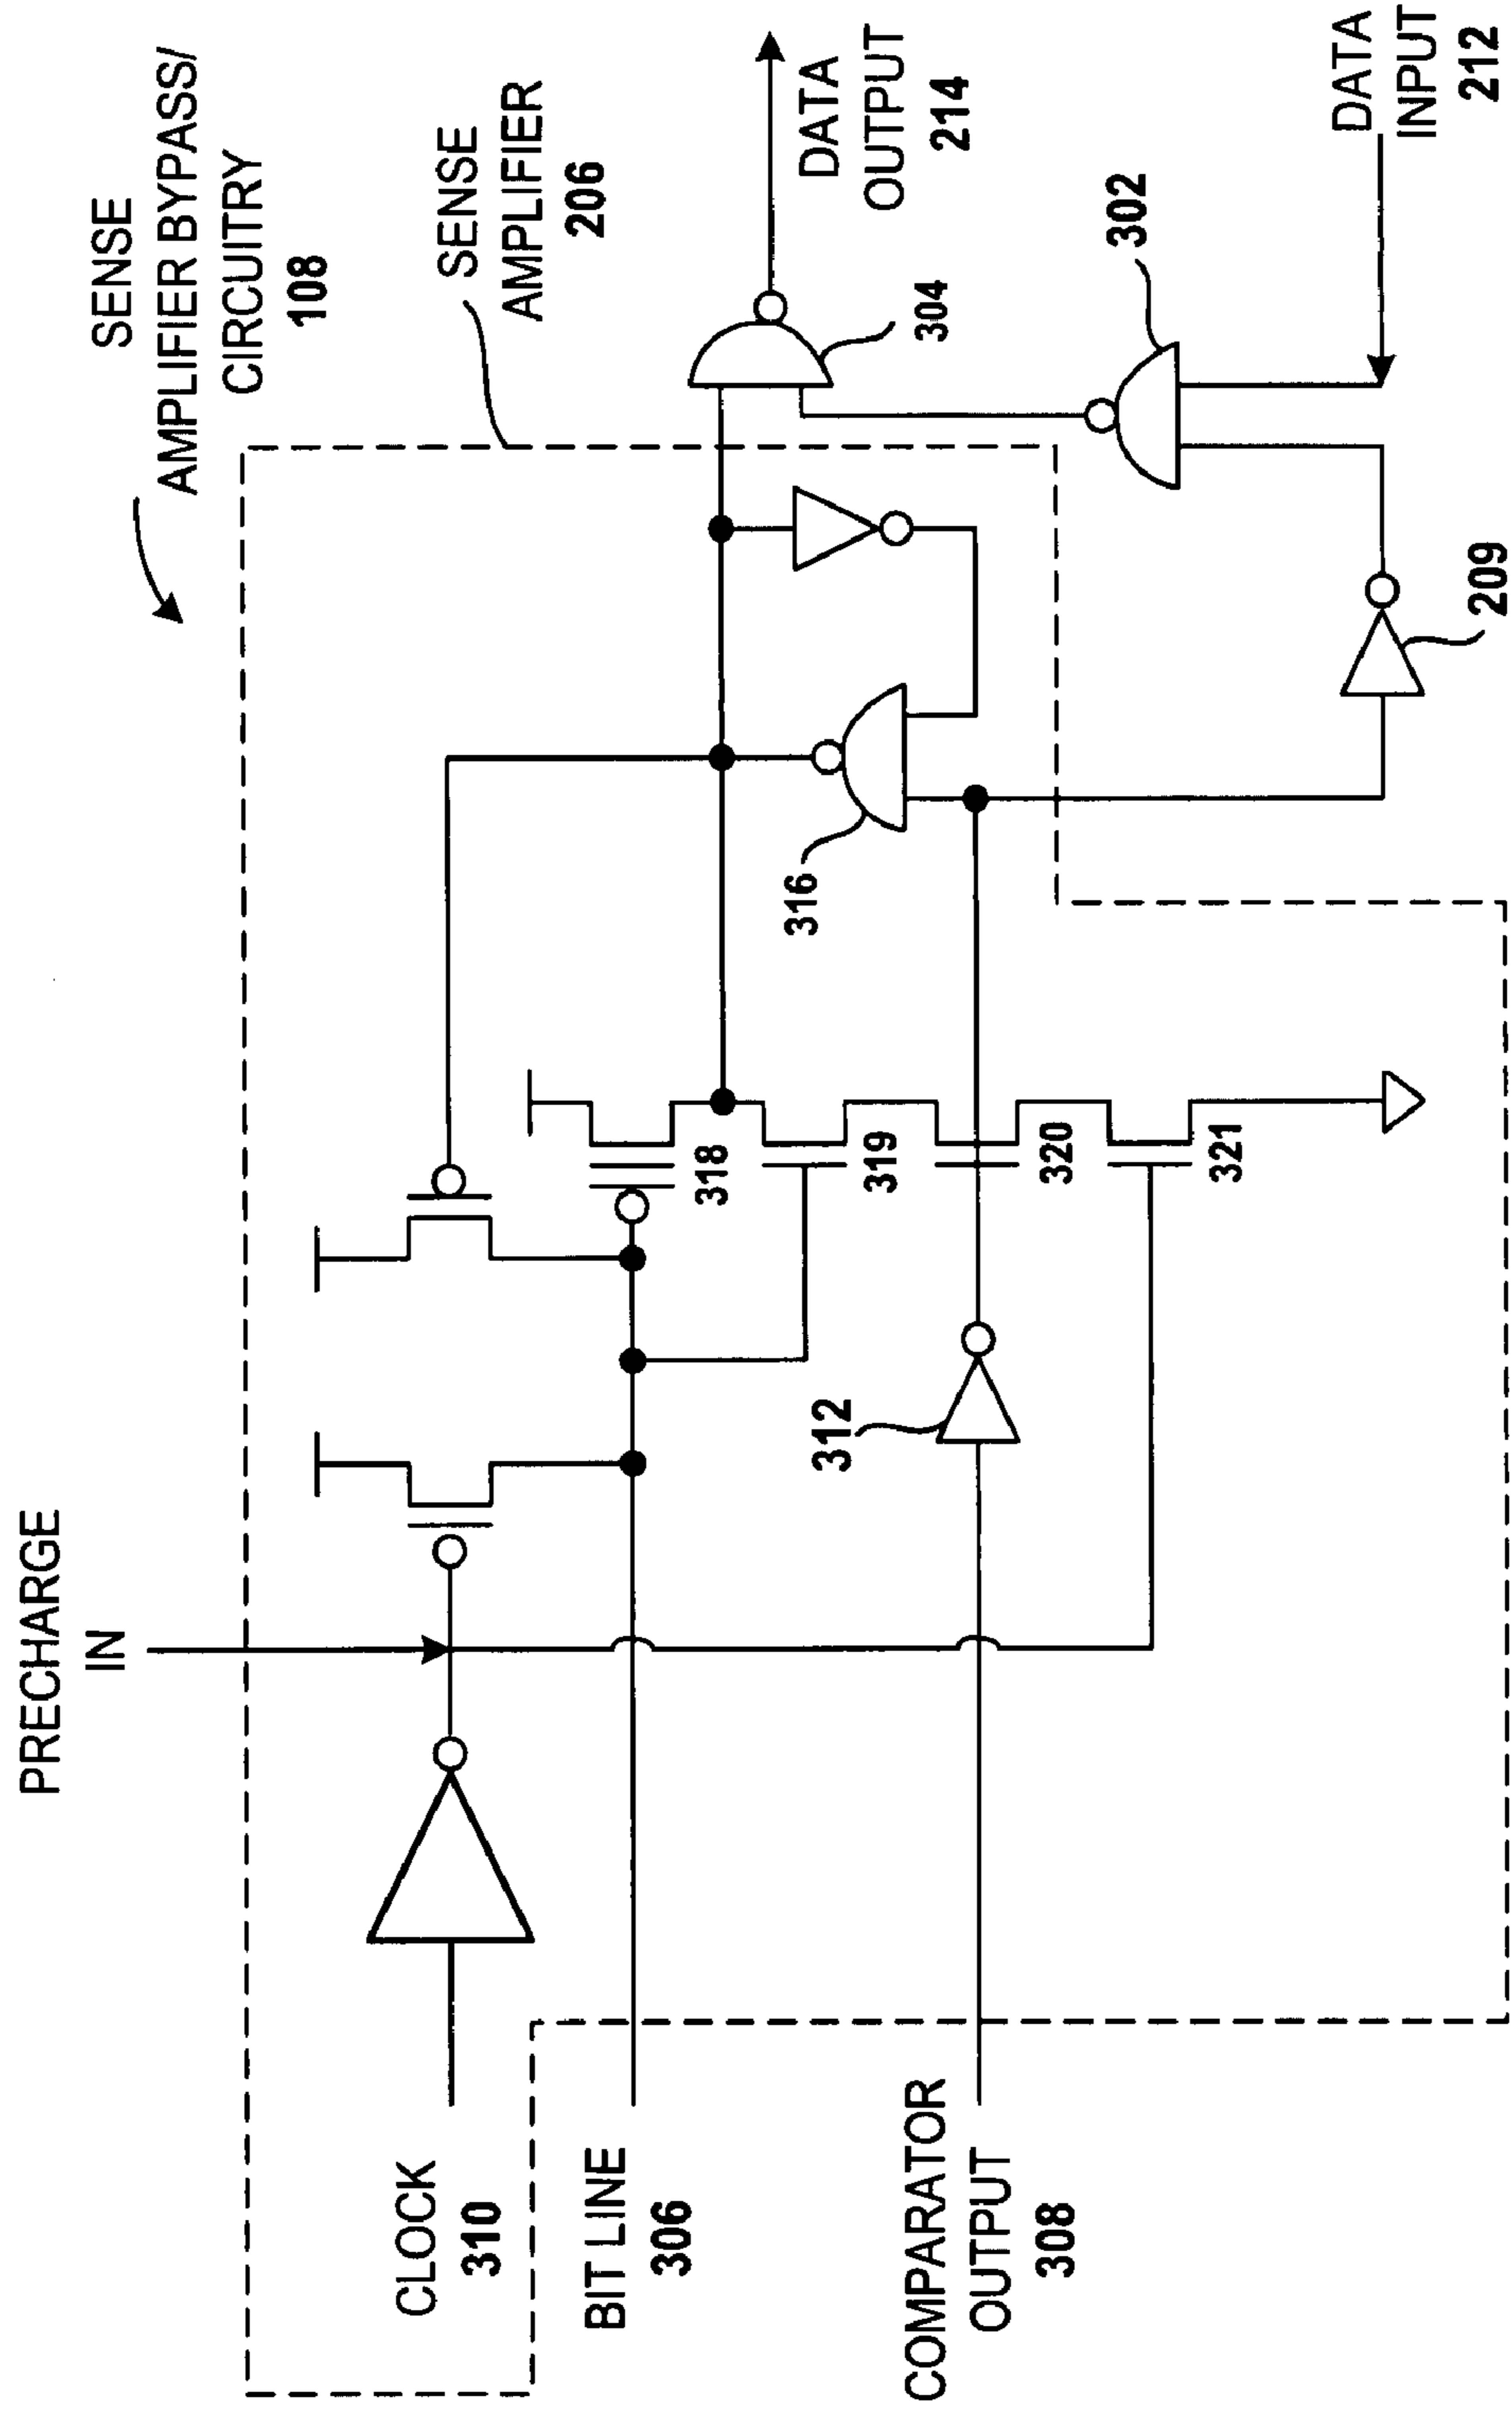 SENSE
AMPLIFIER BYPASS/
CIRCUITRY
108
PRECHARGE
IN
SENSE
AMPLIFIER
206
CLOCK
310
BIT LINE
306
COMPARATOR
OUTPUT
308
312
318
319
320
321
316
304
DATA
OUTPUT
214
302
209
DATA
INPUT
212